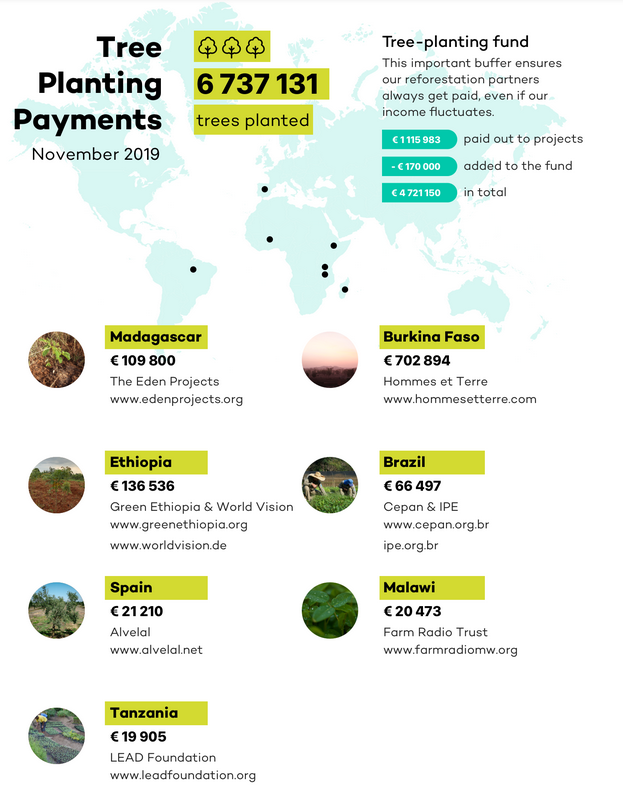 Tree
Planting
Payments
November 2019
6 737 131
trees planted
Tree-planting fund
This important buffer ensures
our reforestation partners
always get paid, even if our
income fluctuates.
€ 1 115 983 paid out to projects
- € 170 000 added to the fund
€ 4 721 150 in total
Madagascar
€ 109 800
The Eden Projects
www.edenprojects.org
Burkina Faso
€ 702 894
Hommes et Terre
www.hommesetterre.com
Ethiopia
€ 136 536
Green Ethiopia & World Vision
www.greenethiopia.org
www.worldvision.de
Brazil
€ 66 497
Cepan & IPE
www.cepan.org.br
ipe.org.br
Spain
€ 21 210
Alvelal
www.alvelal.net
Malawi
€ 20 473
Farm Radio Trust
www.farmradiomw.org
Tanzania
€ 19 905
LEAD Foundation
www.leadfoundation.org